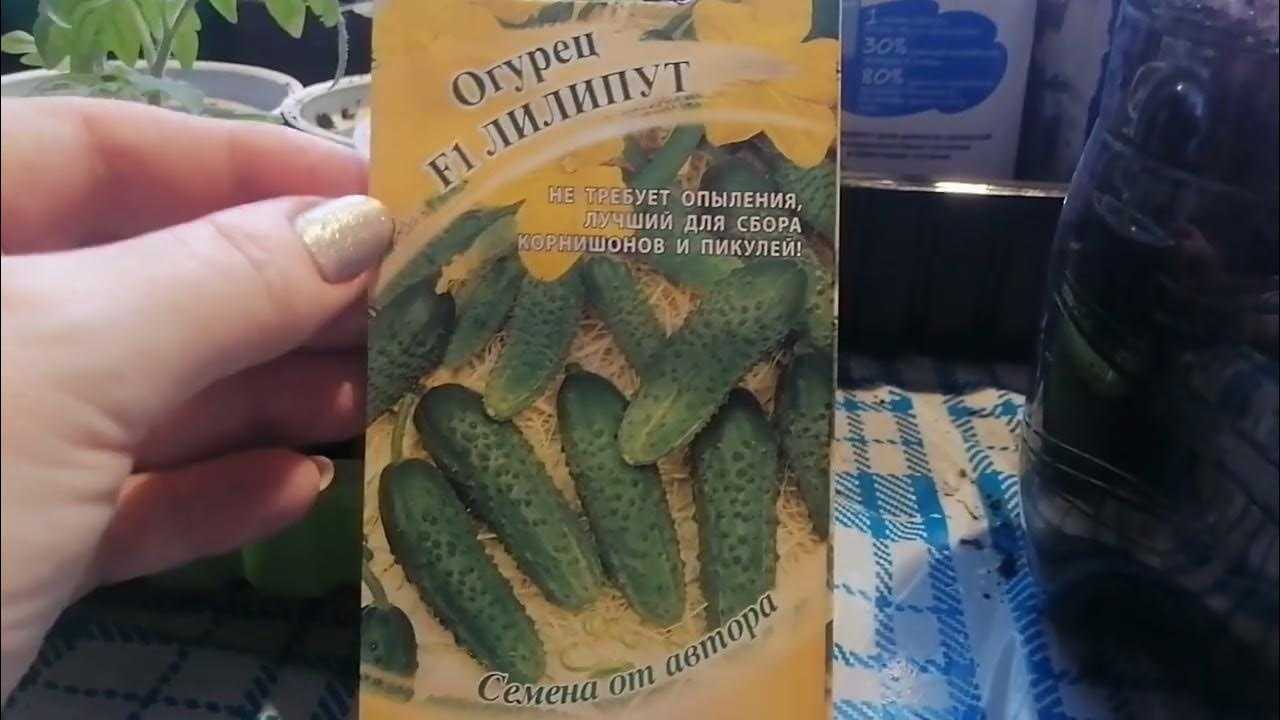 Огурец
F1 ЛИЛИПУТ
НЕ ТРЕБУЕТ ОПЫЛЕНИЯ,
ЛУЧШИЙ ДЛЯ СБОРА
КОРНИШОНОВ И ПИКУЛЕЙ!
Семена от автора
30%
80%